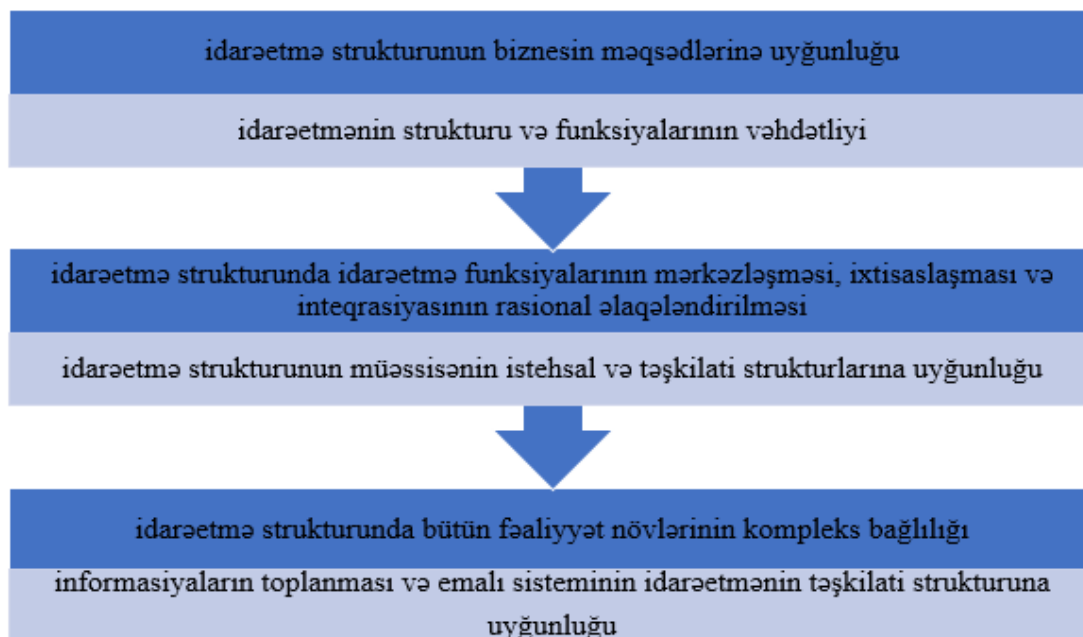 idarəetmə strukturunun biznesin məqsədlərinə uyğunluğu
idarəetmənin strukturu və funksiyalarının vəhdətliyi
idarəetmə strukturunda idarəetmə funksiyalarının mərkəzləşməsi, ixtisaslaşması və
inteqrasiyasının rasional əlaqələndirilməsi
idarəetmə strukturunun müəssisənin istehsal və təşkilati strukturlarına uyğunluğu
idarəetmə strukturunda bütün fəaliyyət növlərinin kompleks bağlılığı
informasiyaların toplanması və emalı sisteminin idarəetmənin təşkilati strukturuna
uyğunluğu